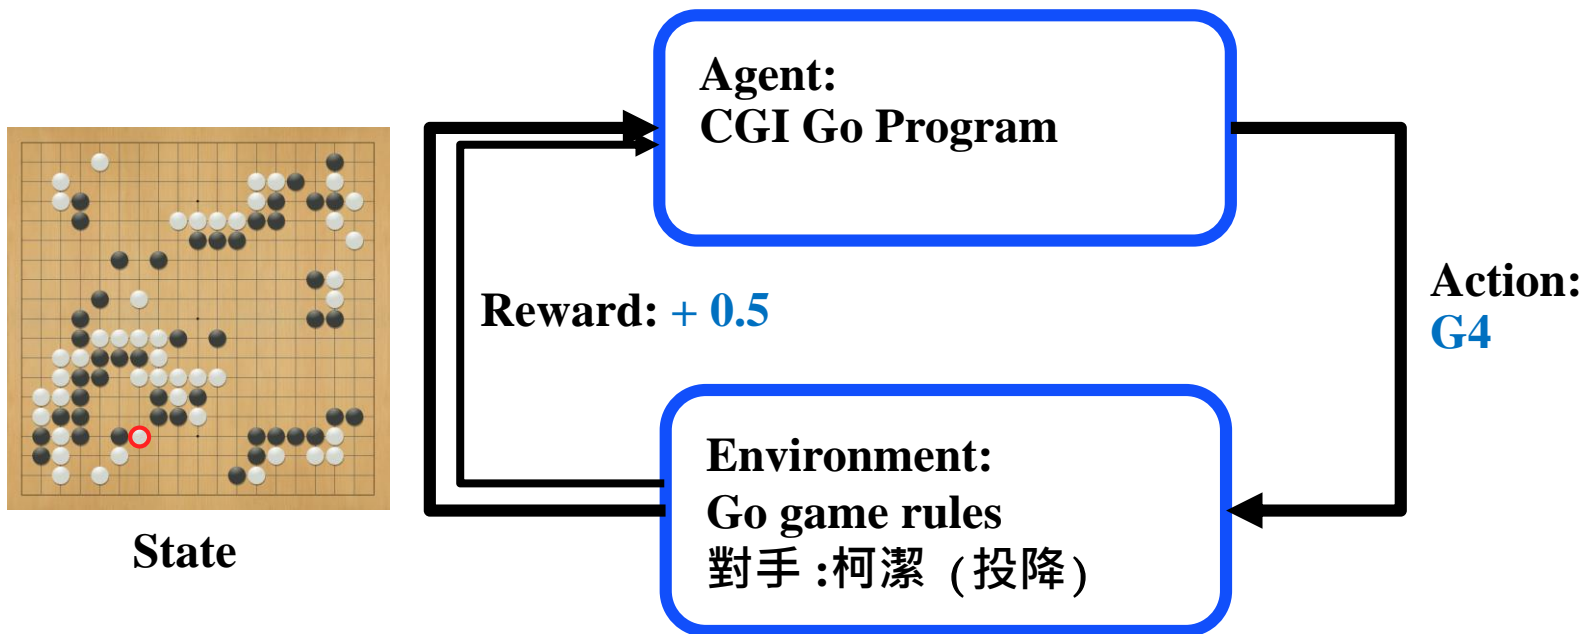 Agent:
CGI Go Program
Action:
G4
Reward: + 0.5
Environment:
Go game rules
對手 :柯潔 (投降)
State